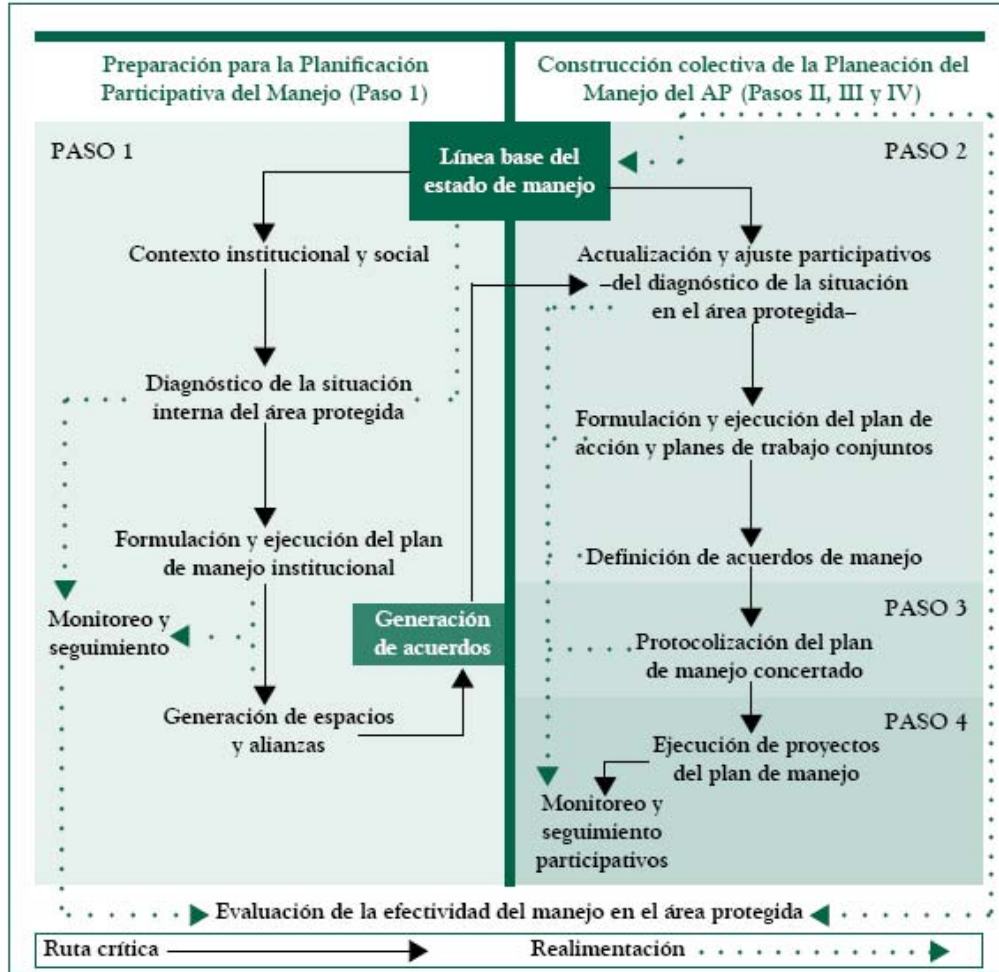 Preparación para la Planificación
Participativa del Manejo (Paso 1)
Construcción colectiva de la Planeación del
Manejo del AP (Pasos II, III y IV)
PASO 1
Línea base del
estado de manejo
PASO 2
Contexto institucional y social
Diagnóstico de la situación
interna del área protegida
Formulación y ejecución del plan
de manejo institucional
Monitoreo y
seguimiento
Generación de espacios
y alianzas
Generación
de acuerdos
Actualización y ajuste participativos
–del diagnóstico de la situación
en el área protegida–
Formulación y ejecución del plan de
acción y planes de trabajo conjuntos
Definición de acuerdos de manejo
PASO 3
Protocolización del plan
de manejo concertado
PASO 4
Ejecución de proyectos
del plan de manejo
Monitoreo y
seguimiento
participativos
Evaluación de la efectividad del manejo en el área protegida
Ruta crítica
Realimentación